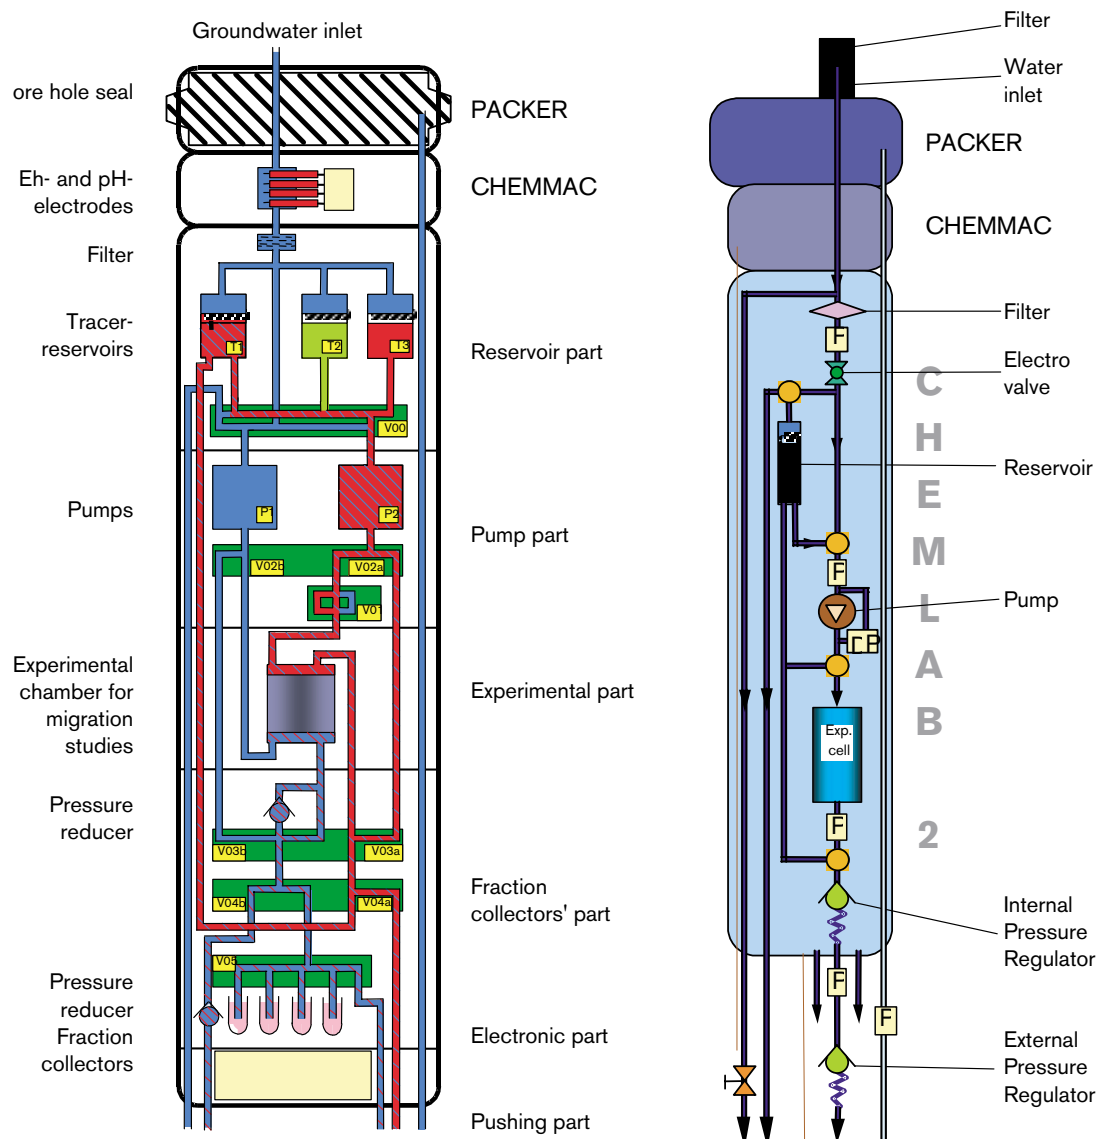 Groundwater inlet
ore hole seal
PACKER
Eh- and pH-
electrodes
CHEMMAC
Filter
Tracer-
reservoirs
T1
T2
T3
Reservoir part
V00
Pumps
P1
P2
Pump part
V02b
V02a
V01
Experimental
chamber for
migration
studies
Experimental part
Pressure
reducer
V03b
V03a
V04b
V04a
Fraction
collectors' part
V05
Pressure
reducer
Fraction
collectors
Electronic part
Pushing part
Filter
Water
inlet
PACKER
CHEMMAC
Filter
F
Electro
valve
Reservoir
F
Pump
Exp.
cell
F
C
H
E
M
L
A
B
2
Internal
Pressure
Regulator
F
F
External
Pressure
Regulator